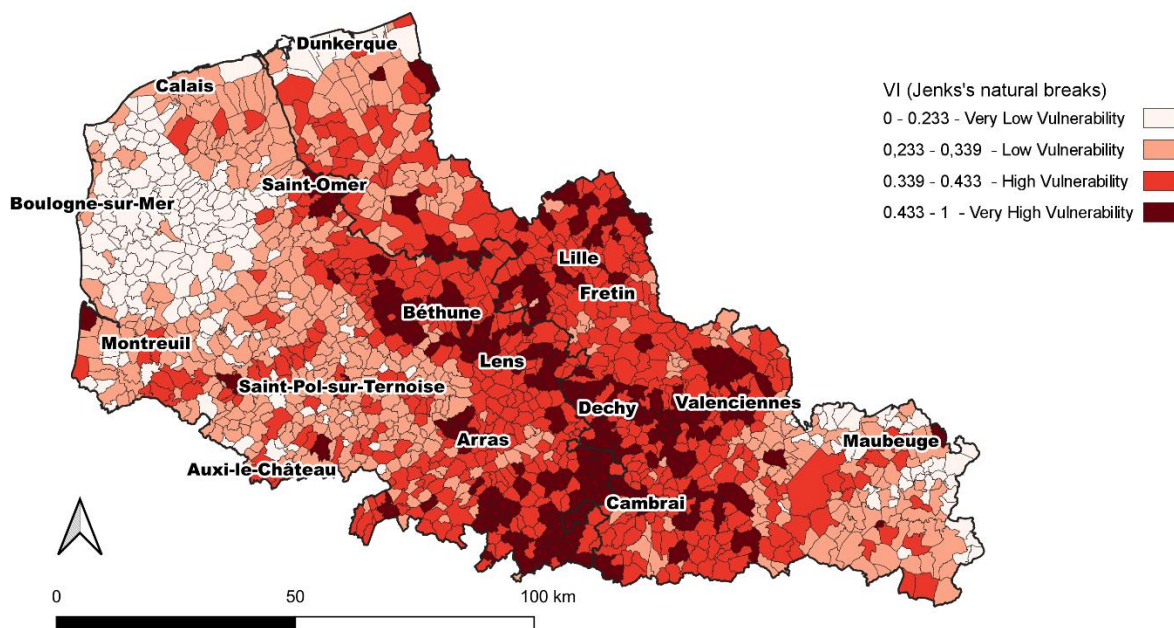 Dunkerque
Calais
VI (Jenks's natural breaks)
0 - 0.233 - Very Low Vulnerability
0,233 - 0,339 - Low Vulnerability
0.339 - 0.433 - High Vulnerability
0.433 - 1 - Very High Vulnerability
Saint-Omer
Boulogne-sur-Mer
Lille
Fretin
Béthune
Montreuil
Lens
Saint-Pol-sur-Ternoise
Dechy
Valenciennes
Arras
Maubeuge
Auxi-le-Château
Cambrai
0 50 100 km